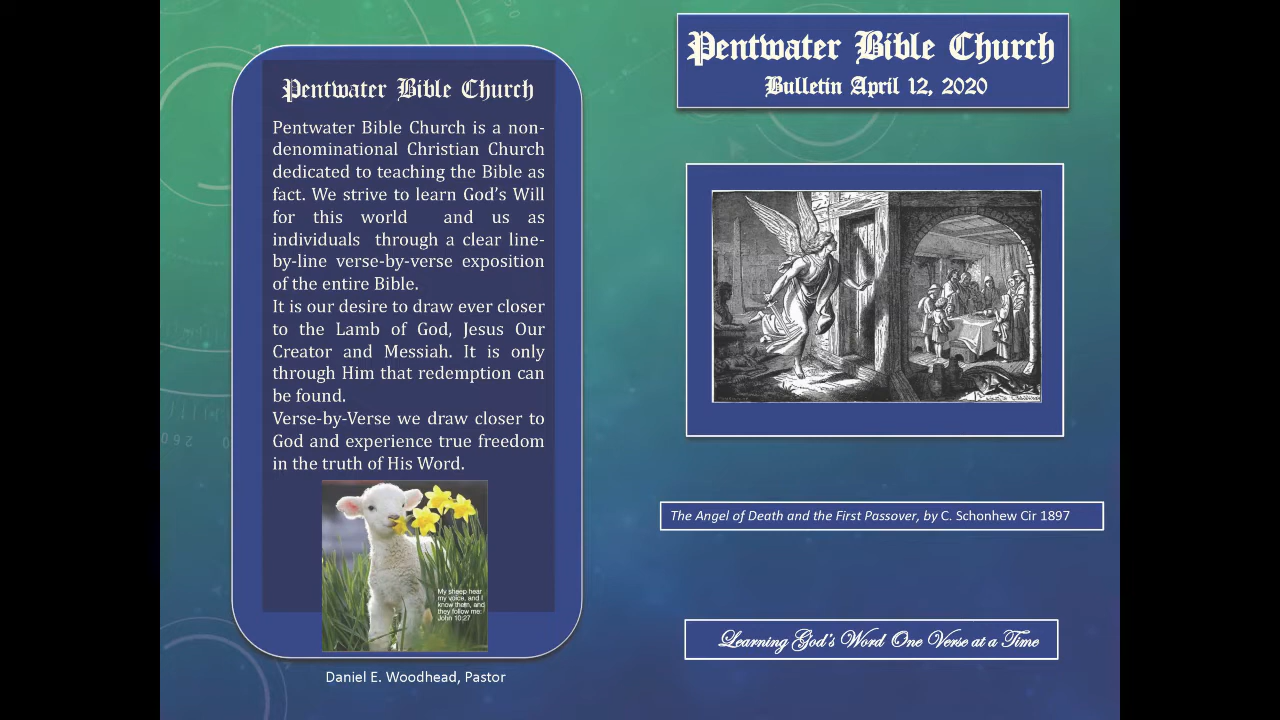 Pentwater Bible Church
Pentwater Bible Church is a non-
denominational Christian Church
dedicated to teaching the Bible as
fact. We strive to learn God's Will
for this world and us as
individuals through a clear line-
by-line verse-by-verse exposition
of the entire Bible.
It is our desire to draw ever closer
to the Lamb of God, Jesus Our
Creator and Messiah. It is only
through Him that redemption can
be found.
Verse-by-Verse we draw closer to
God and experience true freedom
in the truth of His Word.
My sheep hear
my voice, and I
know them, and
they follow me:
John 10:27
Daniel E. Woodhead, Pastor
Pentwater Bible Church
Bulletin April 12, 2020
The Angel of Death and the First Passover, by C. Schonhew Cir 1897
Learning God's Word One Verse at a Time